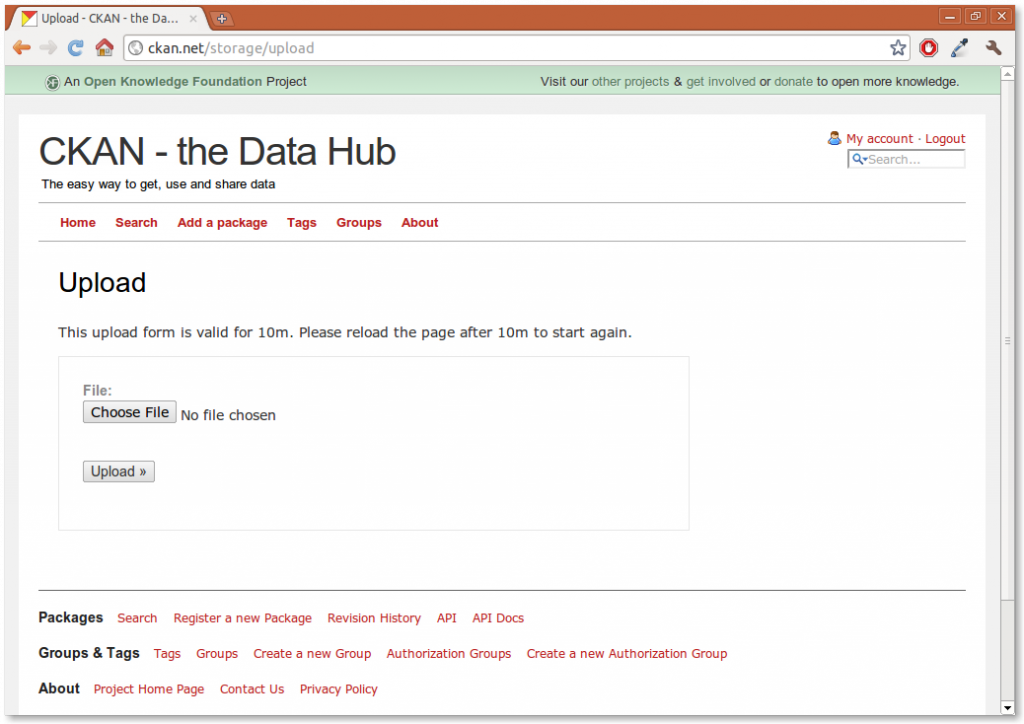 Upload - CKAN - the Da...
ckan.net/storage/upload
An Open Knowledge Foundation Project
Visit our other projects & get involved or donate to open more knowledge.
CKAN - the Data Hub
My account · Logout
Search...
The easy way to get, use and share data
Home Search Add a package Tags Groups About
Upload
This upload form is valid for 10m. Please reload the page after 10m to start again.
File:
Choose File No file chosen
Upload »
Packages Search Register a new Package Revision History API API Docs
Groups & Tags Tags Groups Create a new Group Authorization Groups Create a new Authorization Group
About Project Home Page Contact Us Privacy Policy